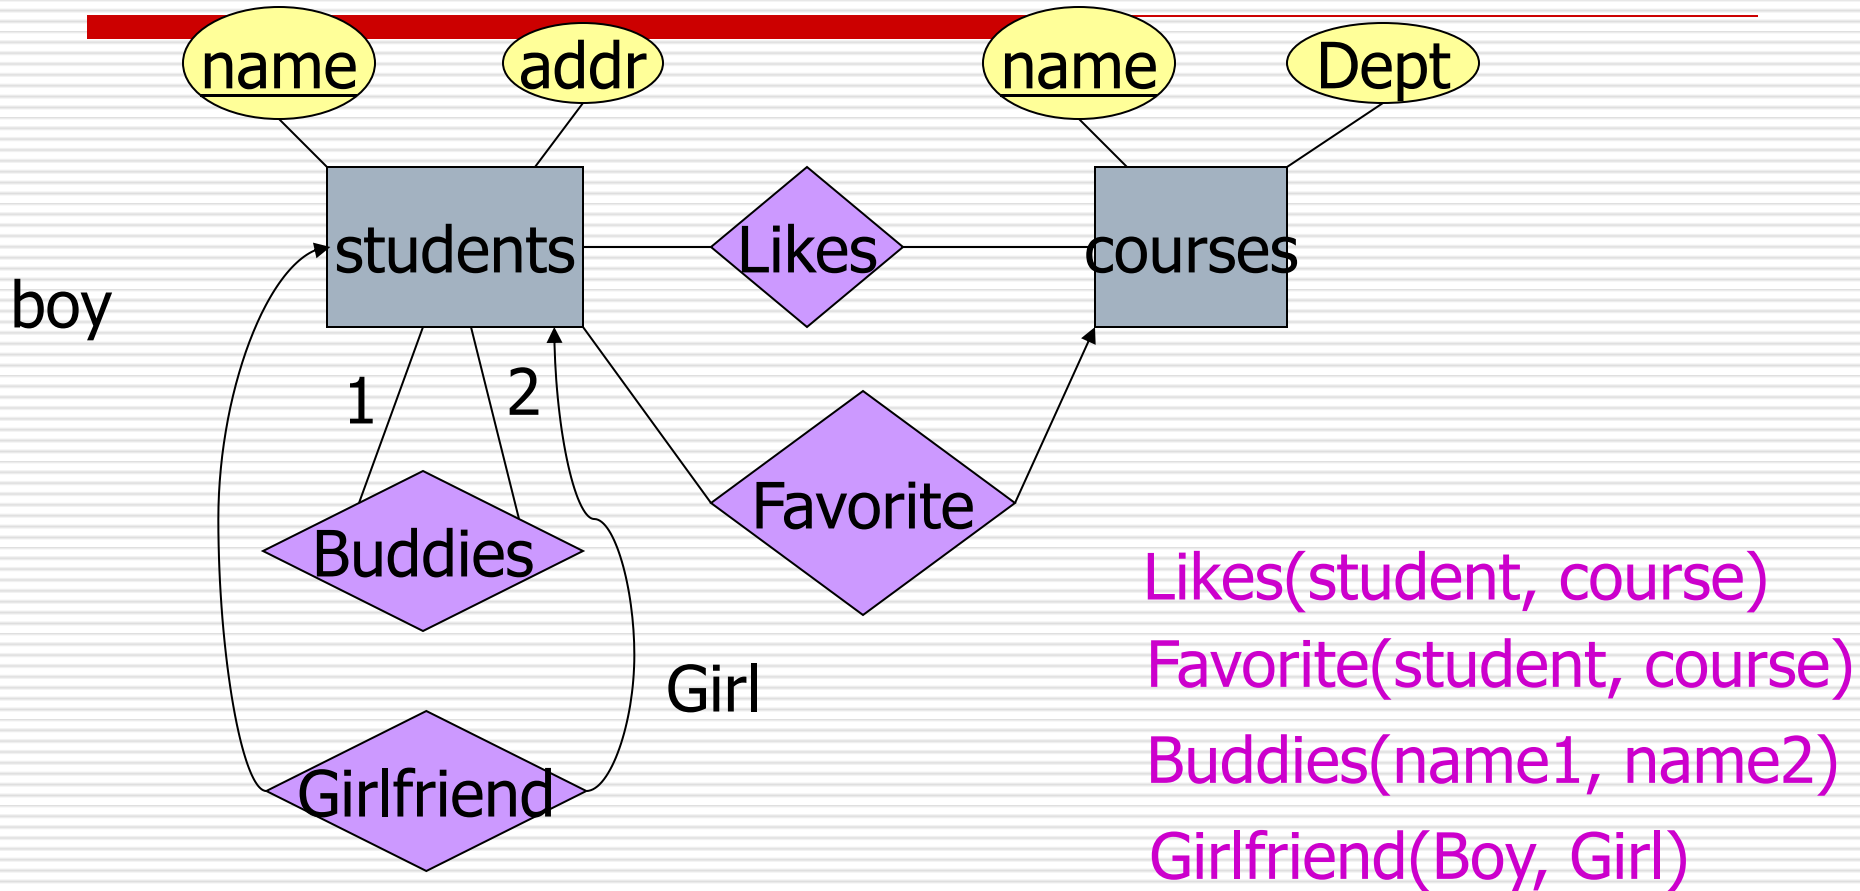 name addr name Dept
students Likes courses
boy
1 2
Favorite
Buddies
Likes(student, course)
Favorite(student, course)
Girl
Buddies(name1, name2)
Girlfriend
Girlfriend(Boy, Girl)